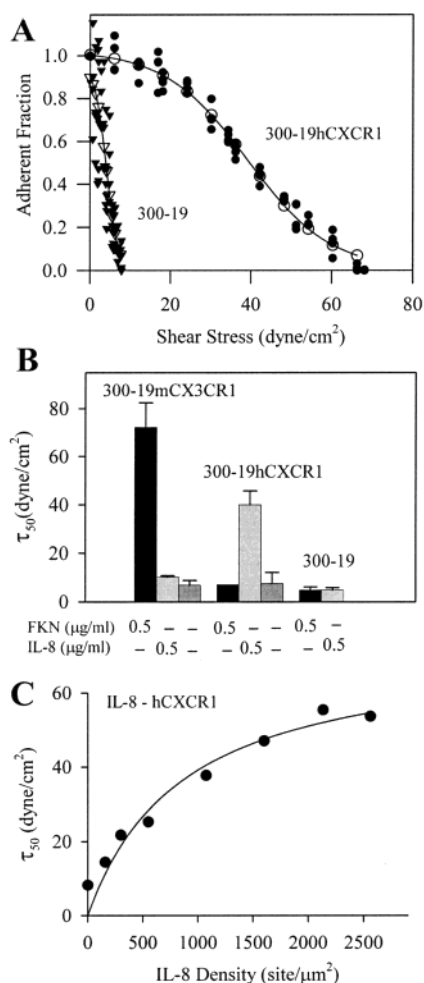 A
Adherent Fraction
1.0
0.8
0.6
0.4
0.2
0.0
300-19hCXCR1
300-19
0 20 40 60 80
Shear Stress (dyne/cm²)
B
τ50(dyne/cm²)
80
60
40
20
0
300-19mCX3CR1
300-19hCXCR1
300-19
FKN (μg/ml) 0.5 – – 0.5 – – 0.5 –
IL-8 (μg/ml) – 0.5 – – 0.5 – – 0.5
C
τ50 (dyne/cm²)
60
40
20
0
IL-8 - hCXCR1
0 500 1000 1500 2000 2500
IL-8 Density (site/μm²)